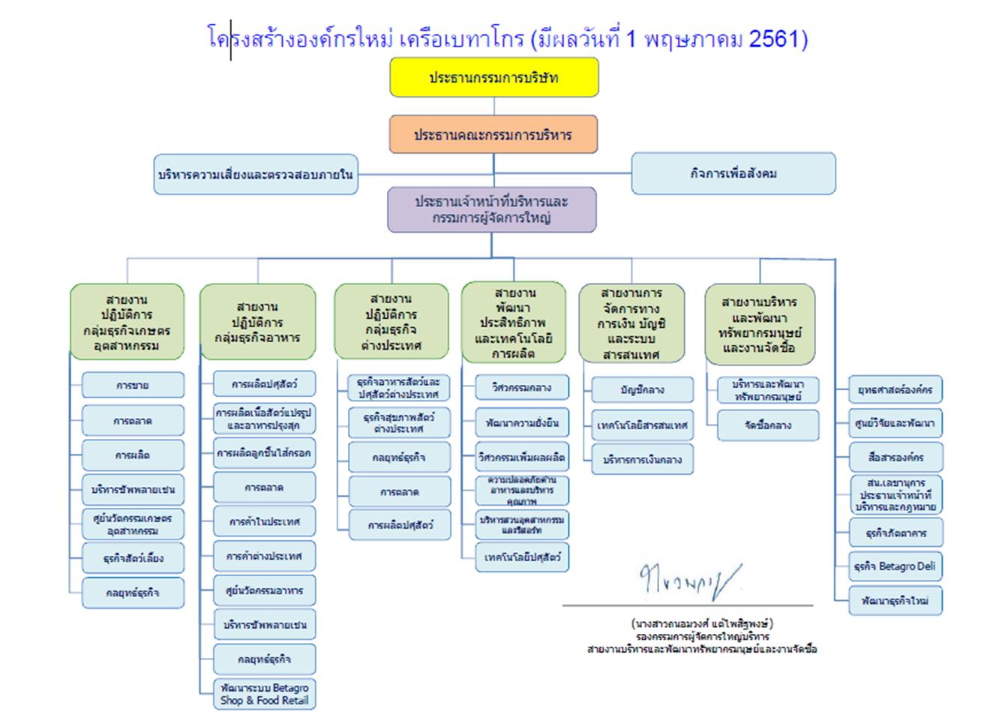 โครงสร้างองค์กรใหม่ เครือเบทาโกร (มีผลวันที่ 1 พฤษภาคม 2561)
ประธานกรรมการบริษัท
ประธานคณะกรรมการบริหาร
บริหารความเสี่ยงและตรวจสอบภายใน
กิจการเพื่อสังคม
ประธานเจ้าหน้าที่บริหารและ
กรรมการผู้จัดการใหญ่
สายงาน
ปฏิบัติการ
กลุ่มธุรกิจเกษตร
อุตสาหกรรม
การขาย
การตลาด
การผลิต
บริหารซัพพลายเชน
ศูนย์นวัตกรรมเกษตร
อุตสาหกรรม
ธุรกิจสัตว์เลี้ยง
กลยุทธ์ธุรกิจ
สายงาน
ปฏิบัติการ
กลุ่มธุรกิจอาหาร
การผลิตปศุสัตว์
การผลิตเนื้อสัตว์แปรรูป
และอาหารปรุงสุก
การผลิตลูกชิ้นไส้กรอก
การตลาด
การค้าในประเทศ
การค้าต่างประเทศ
ศูนย์นวัตกรรมอาหาร
บริหารซัพพลายเชน
กลยุทธ์ธุรกิจ
พัฒนาระบบ Betagro
Shop & Food Retail
สายงาน
ปฏิบัติการ
กลุ่มธุรกิจ
ต่างประเทศ
ธุรกิจอาหารสัตว์และ
ปศุสัตว์ต่างประเทศ
ธุรกิจสุขภาพสัตว์
ต่างประเทศ
กลยุทธ์ธุรกิจ
การตลาด
การผลิตปศุสัตว์
สายงาน
พัฒนา
ประสิทธิภาพ
และเทคโนโลยี
การผลิต
วิศวกรรมกลาง
พัฒนาความยั่งยืน
วิศวกรรมเพิ่มผลผลิต
ความปลอดภัยด้าน
อาหารและบริหาร
คุณภาพ
บริหารสวนอุตสาหกรรม
และรีสอร์ท
เทคโนโลยีปศุสัตว์
สายงานการ
จัดการทาง
การเงิน บัญชี
และระบบ
สารสนเทศ
บัญชีกลาง
เทคโนโลยีสารสนเทศ
บริหารการเงินกลาง
สายงานบริหาร
และพัฒนา
ทรัพยากรมนุษย์
และงานจัดซื้อ
บริหารและพัฒนา
ทรัพยากรมนุษย์
จัดซื้อกลาง
ยุทธศาสตร์องค์กร
ศูนย์วิจัยและพัฒนา
สื่อสารองค์กร
สน.เลขานุการ
ประธานเจ้าหน้าที่
บริหารและกฎหมาย
ธุรกิจภัตตาคาร
ธุรกิจ Betagro Deli
พัฒนาธุรกิจใหม่
(นางสาวถนอมวงศ์ แต้ไพสิฐพงษ์)
รองกรรมการผู้จัดการใหญ่บริหาร
สายงานบริหารและพัฒนาทรัพยากรมนุษย์และงานจัดซื้อ